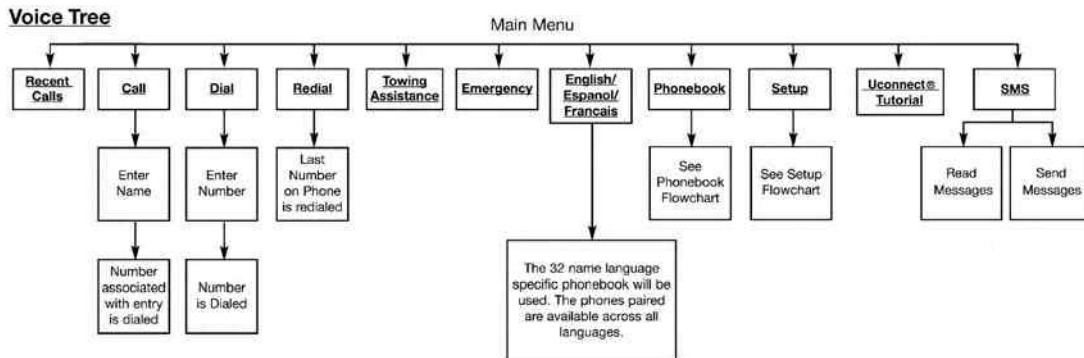 Voice Tree
Main Menu
Recent
Calls
Call
Dial
Redial
Towing
Assistance
Emergency
English/
Espanol/
Francais
Phonebook
Setup
Uconnect®
Tutorial
SMS
Enter
Name
Enter
Number
Last
Number
on Phone
is redialed
See
Phonebook
Flowchart
See Setup
Flowchart
Read
Messages
Send
Messages
Number
associated
with entry
is dialed
Number
is Dialed
The 32 name language
specific phonebook will be
used. The phones paired
are available across all
languages.